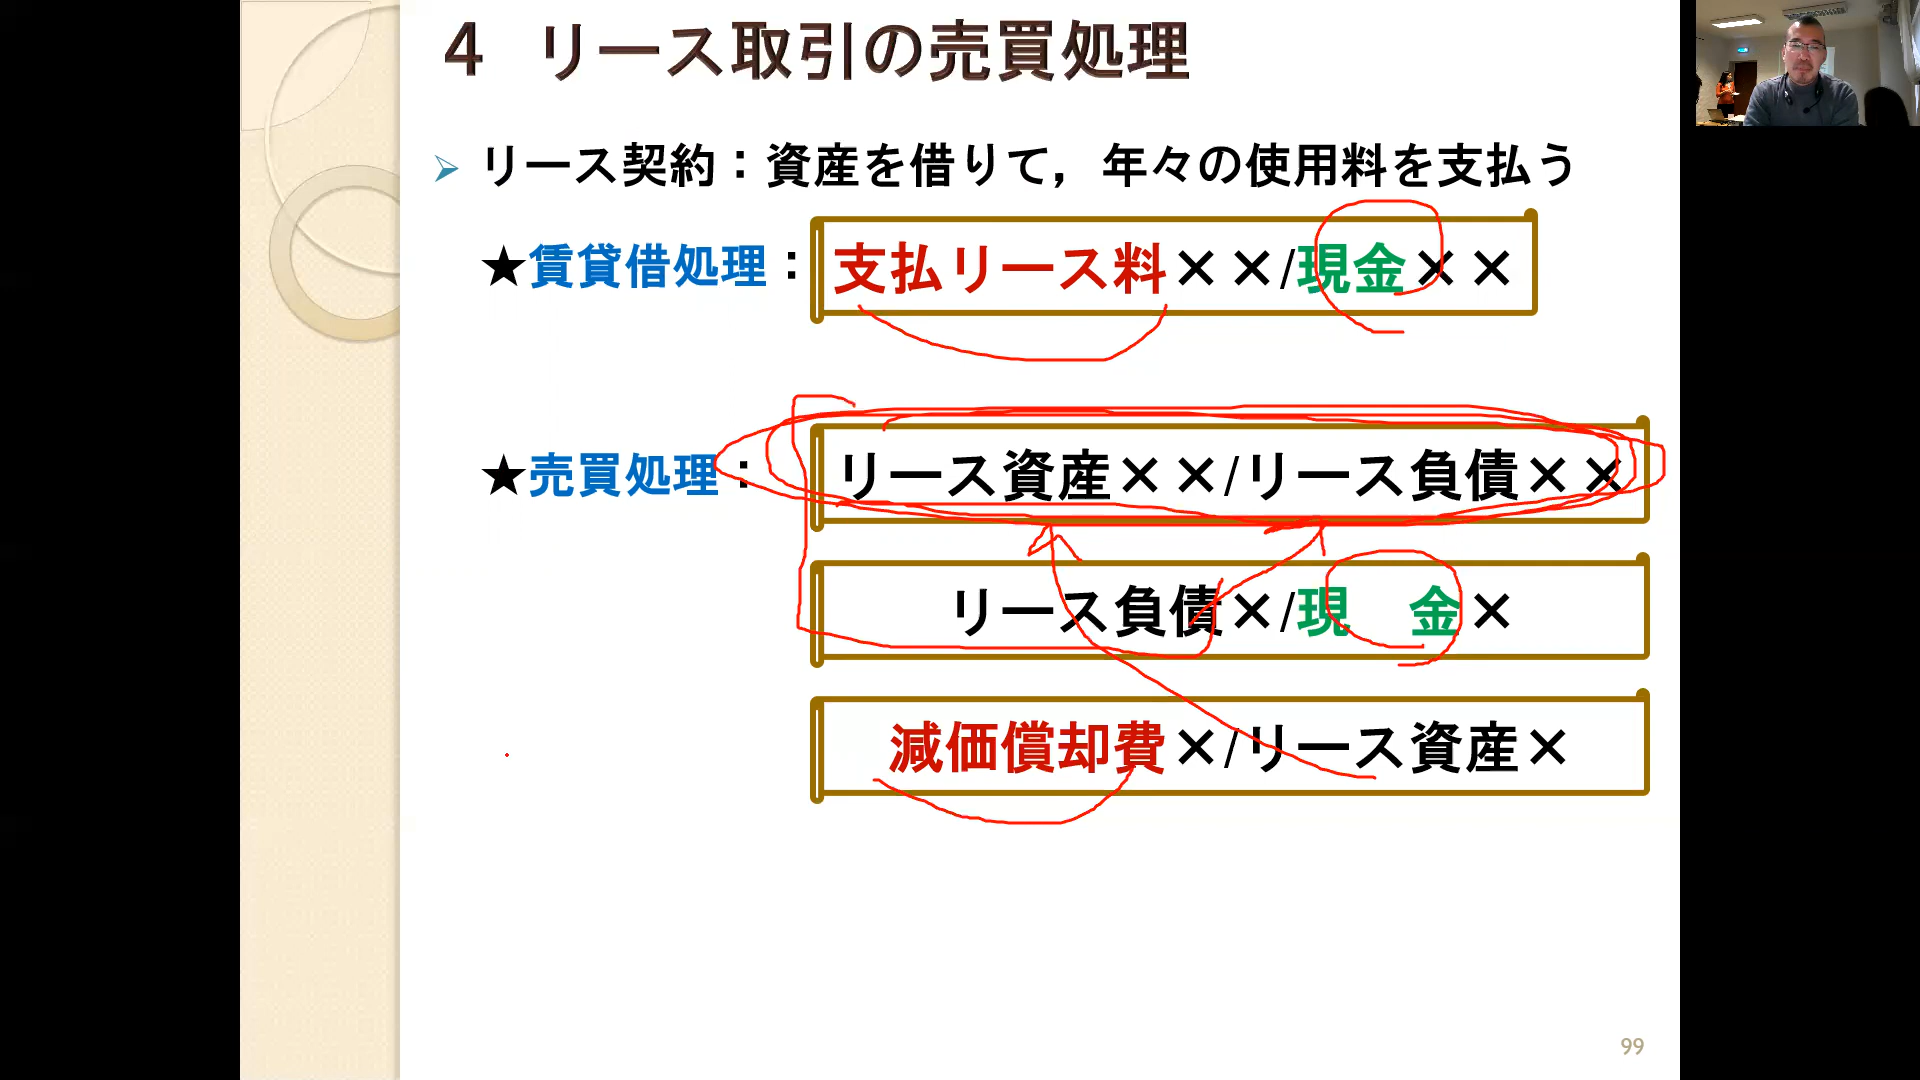 4 リース取引の売買処理
リース契約：資産を借りて，年々の使用料を支払う
★賃貸借処理： 支払リース料××/現金××
★売買処理： リース資産××/リース負債××
リース負債×/現　金×
減価償却費×/リース資産×
99